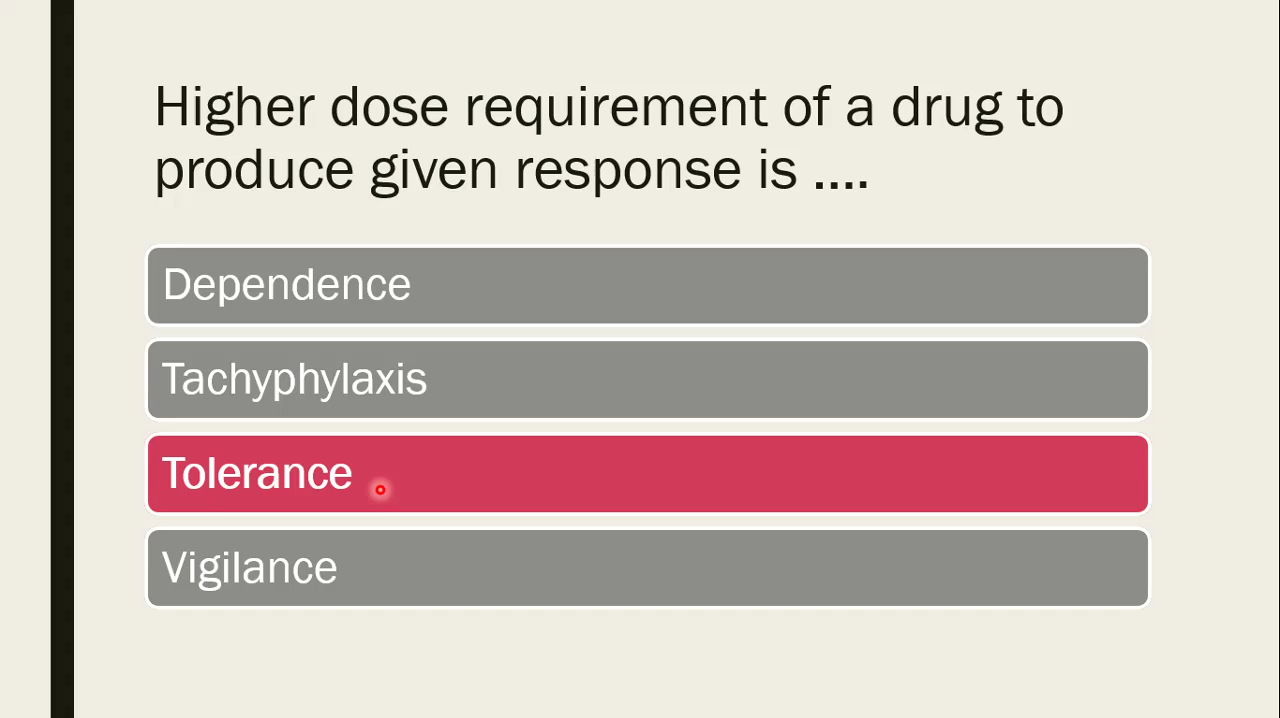 Higher dose requirement of a drug to
produce given response is ....
Dependence
Tachyphylaxis
Tolerance
Vigilance